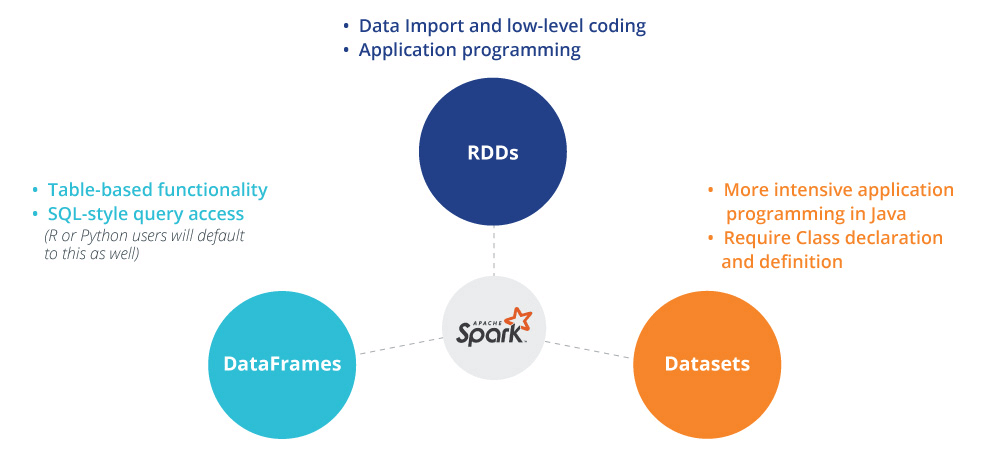 • Data Import and low-level coding
• Application programming
RDDs
• Table-based functionality
• SQL-style query access
(R or Python users will default
to this as well)
• More intensive application
programming in Java
• Require Class declaration
and definition
APACHE
Spark™
DataFrames
Datasets